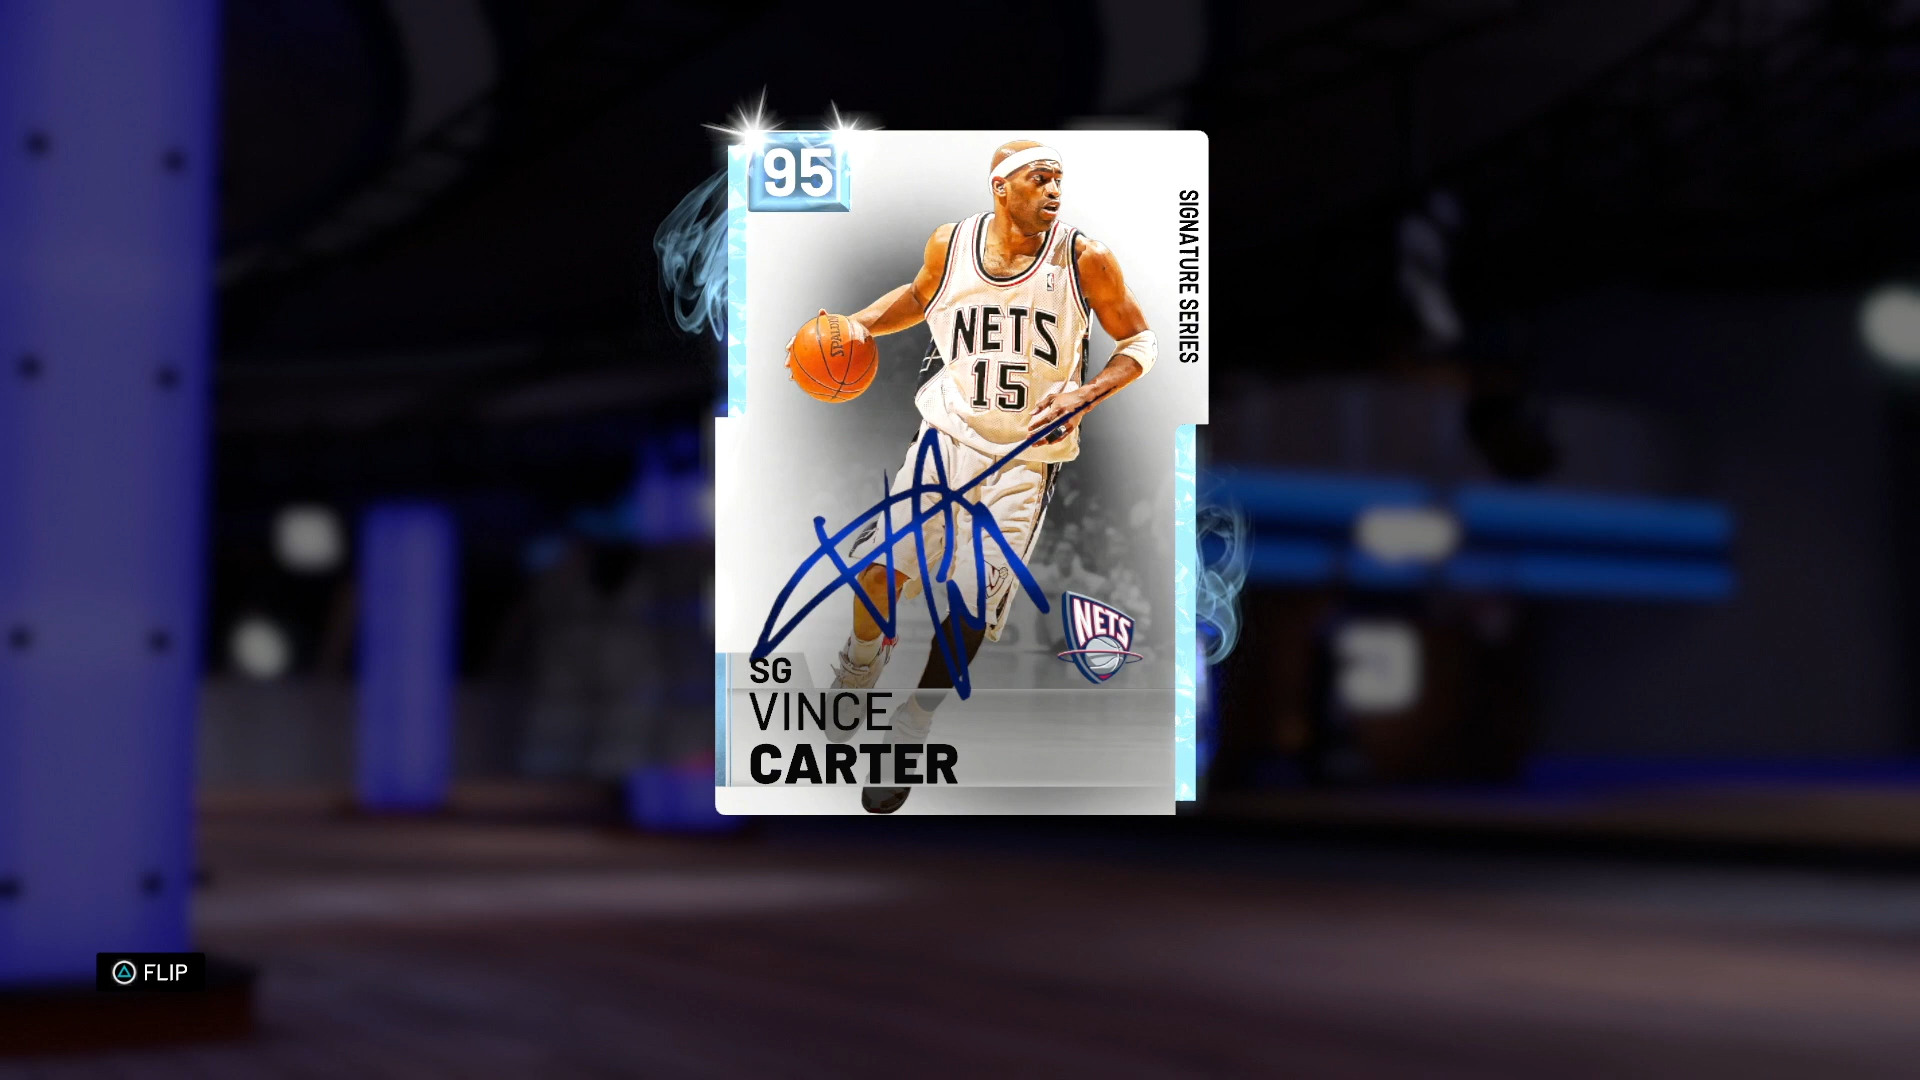 95
SIGNATURE SERIES
SPALDING
NETS
15
NETS
SG
VINCE
CARTER
FLIP